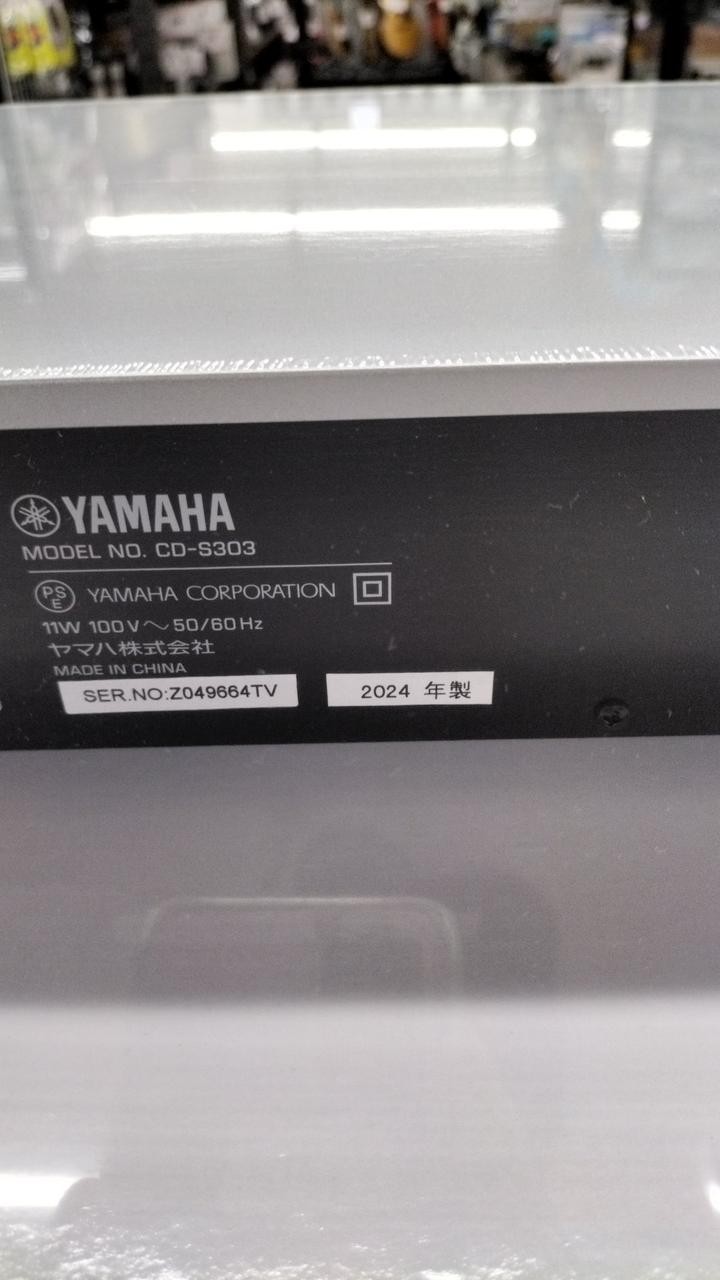 YAMAHA
MODEL NO. CD-S303
PSE YAMAHA CORPORATION
11W 100V～50/60Hz
ヤマハ株式会社
MADE IN CHINA
SER.NO:Z049664TV 2024 年製